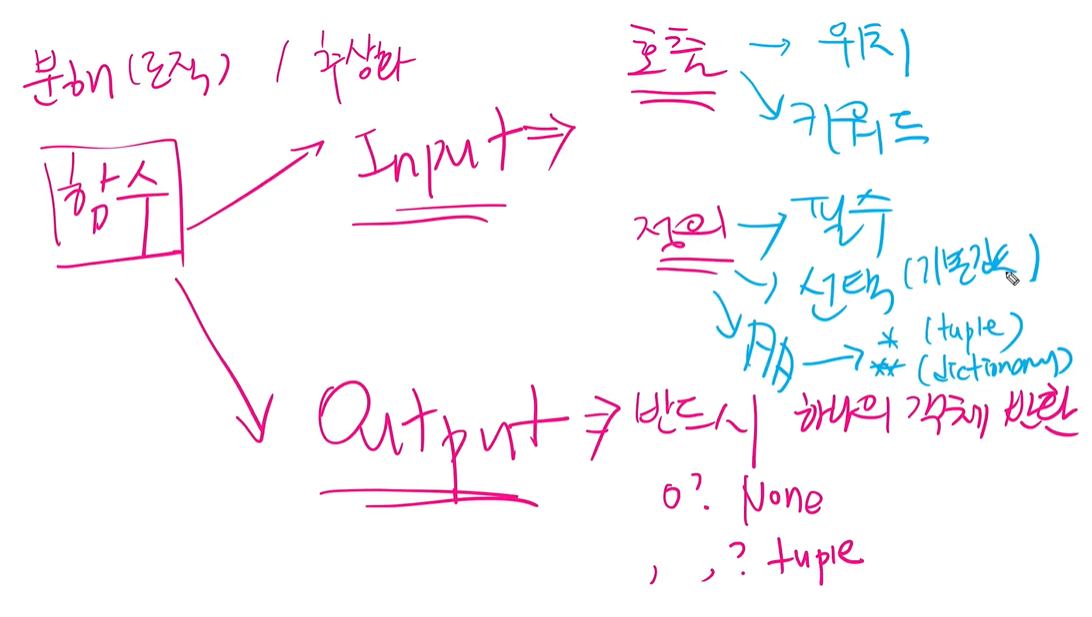 분해(로직) / 추상화
함수
Input ⇒
호출 → 위치
키워드
정의 → 필수
→ 선택 (기본값)
→ * (tuple)
** (dictionary)
Output ⇒ 반드시 하나의 객체 반환
0? None
, , ? tuple